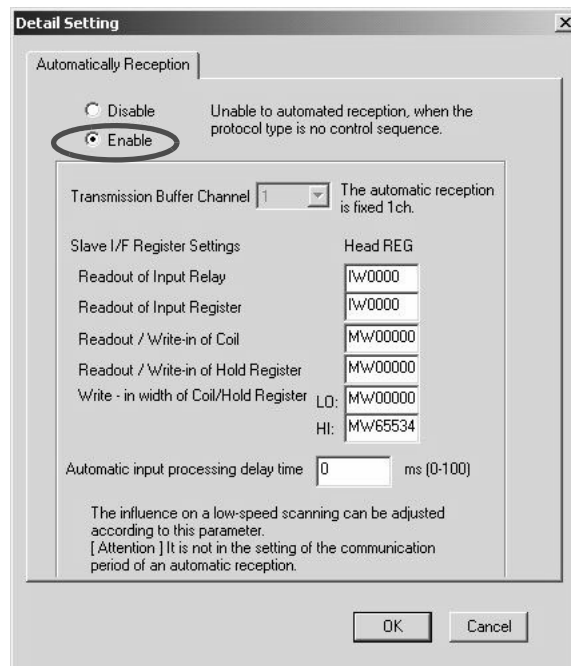 Detail Setting
Automatically Reception
Disable
Enable
Unable to automated reception, when the
protocol type is no control sequence.
Transmission Buffer Channel 1
The automatic reception
is fixed 1ch.
Slave I/F Register Settings Head REG
Readout of Input Relay IW0000
Readout of Input Register IW0000
Readout / Write-in of Coil MW00000
Readout / Write-in of Hold Register MW00000
Write - in width of Coil/Hold Register LO: MW00000
HI: MW65534
Automatic input processing delay time 0 ms (0-100)
The influence on a low-speed scanning can be adjusted
according to this parameter.
[ Attention ] It is not in the setting of the communication
period of an automatic reception.
OK Cancel